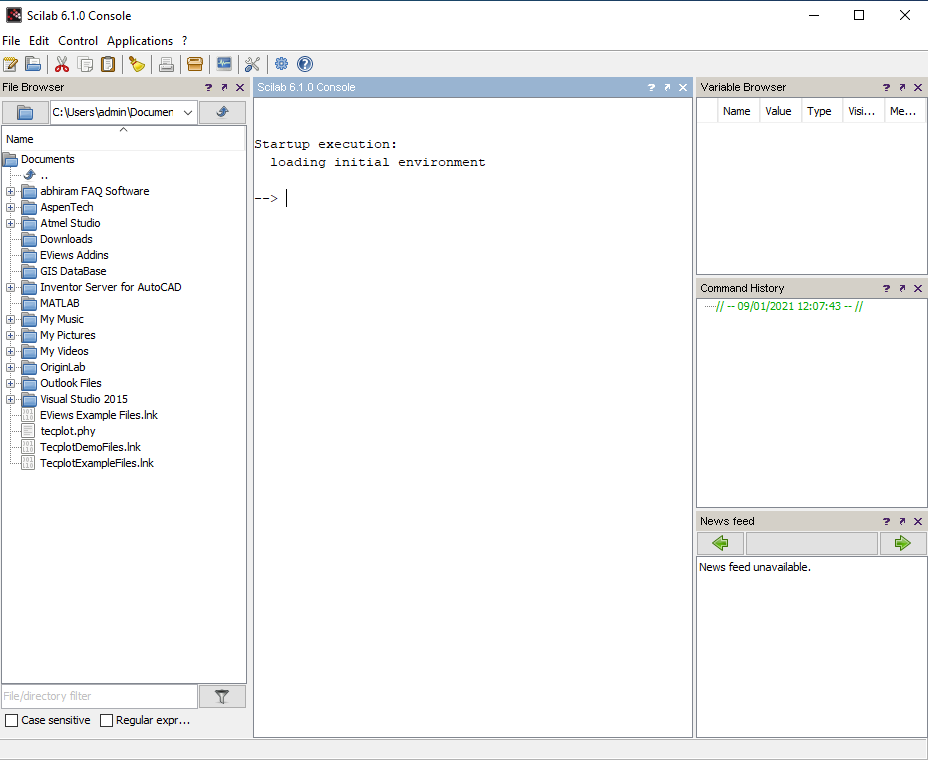 Scilab 6.1.0 Console
File Edit Control Applications ?
File Browser
C:\Users\admin\Documen
Name
Documents
..
abhiram FAQ Software
AspenTech
Atmel Studio
Downloads
EViews Addins
GIS DataBase
Inventor Server for AutoCAD
MATLAB
My Music
My Pictures
My Videos
OriginLab
Outlook Files
Visual Studio 2015
EViews Example Files.lnk
tecplot.phy
TecplotDemoFiles.lnk
TecplotExampleFiles.lnk
File/directory filter
Case sensitive Regular expr...
Scilab 6.1.0 Console
Startup execution:
loading initial environment
-->
Variable Browser
Name Value Type Visi... Me...
Command History
// -- 09/01/2021 12:07:43 -- //
News feed
News feed unavailable.